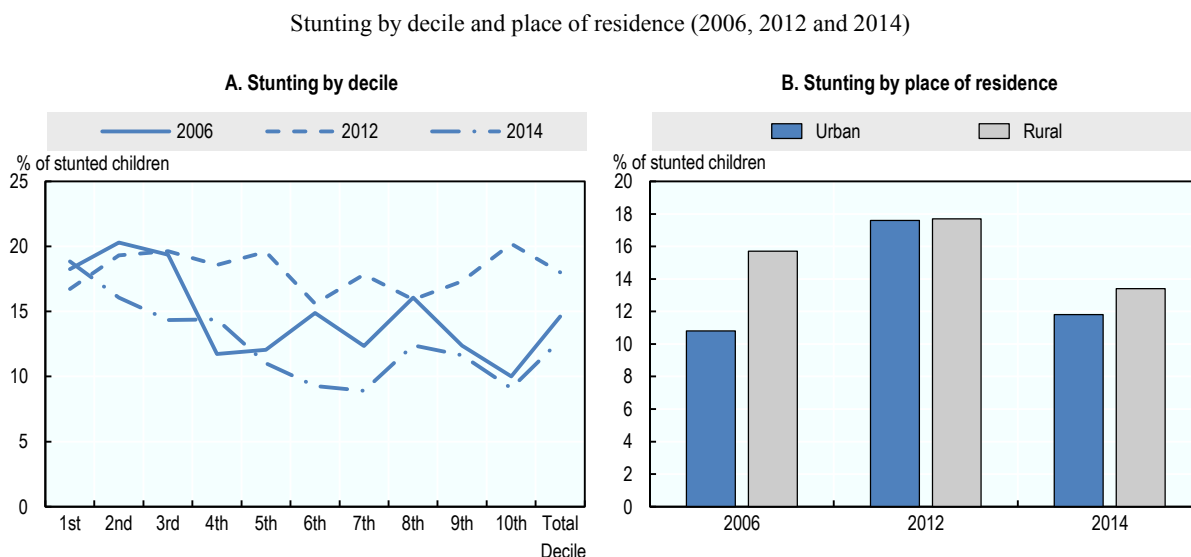 Stunting by decile and place of residence (2006, 2012 and 2014)
A. Stunting by decile
2006 2012 2014
% of stunted children
25
20
15
10
5
0
1st 2nd 3rd 4th 5th 6th 7th 8th 9th 10th Total
Decile
B. Stunting by place of residence
Urban Rural
% of stunted children
20
18
16
14
12
10
8
6
4
2
0
2006 2012 2014